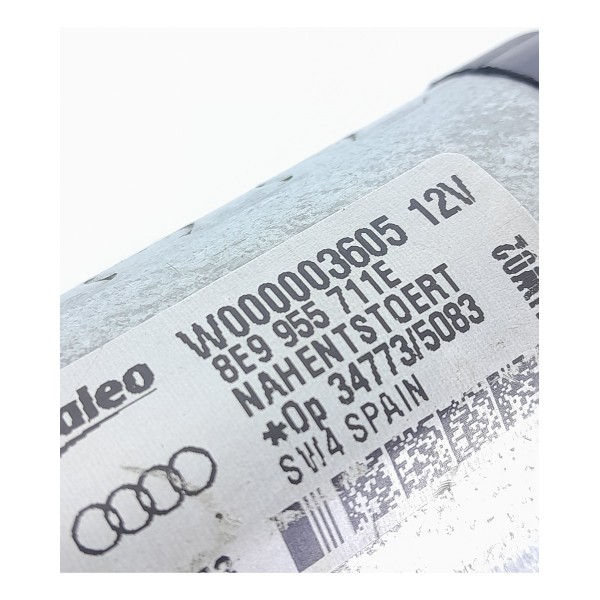 W000003605 12V
8E9 955 711E
NAHENTSTOERT
*Op 34773/5083
SW4 SPAIN